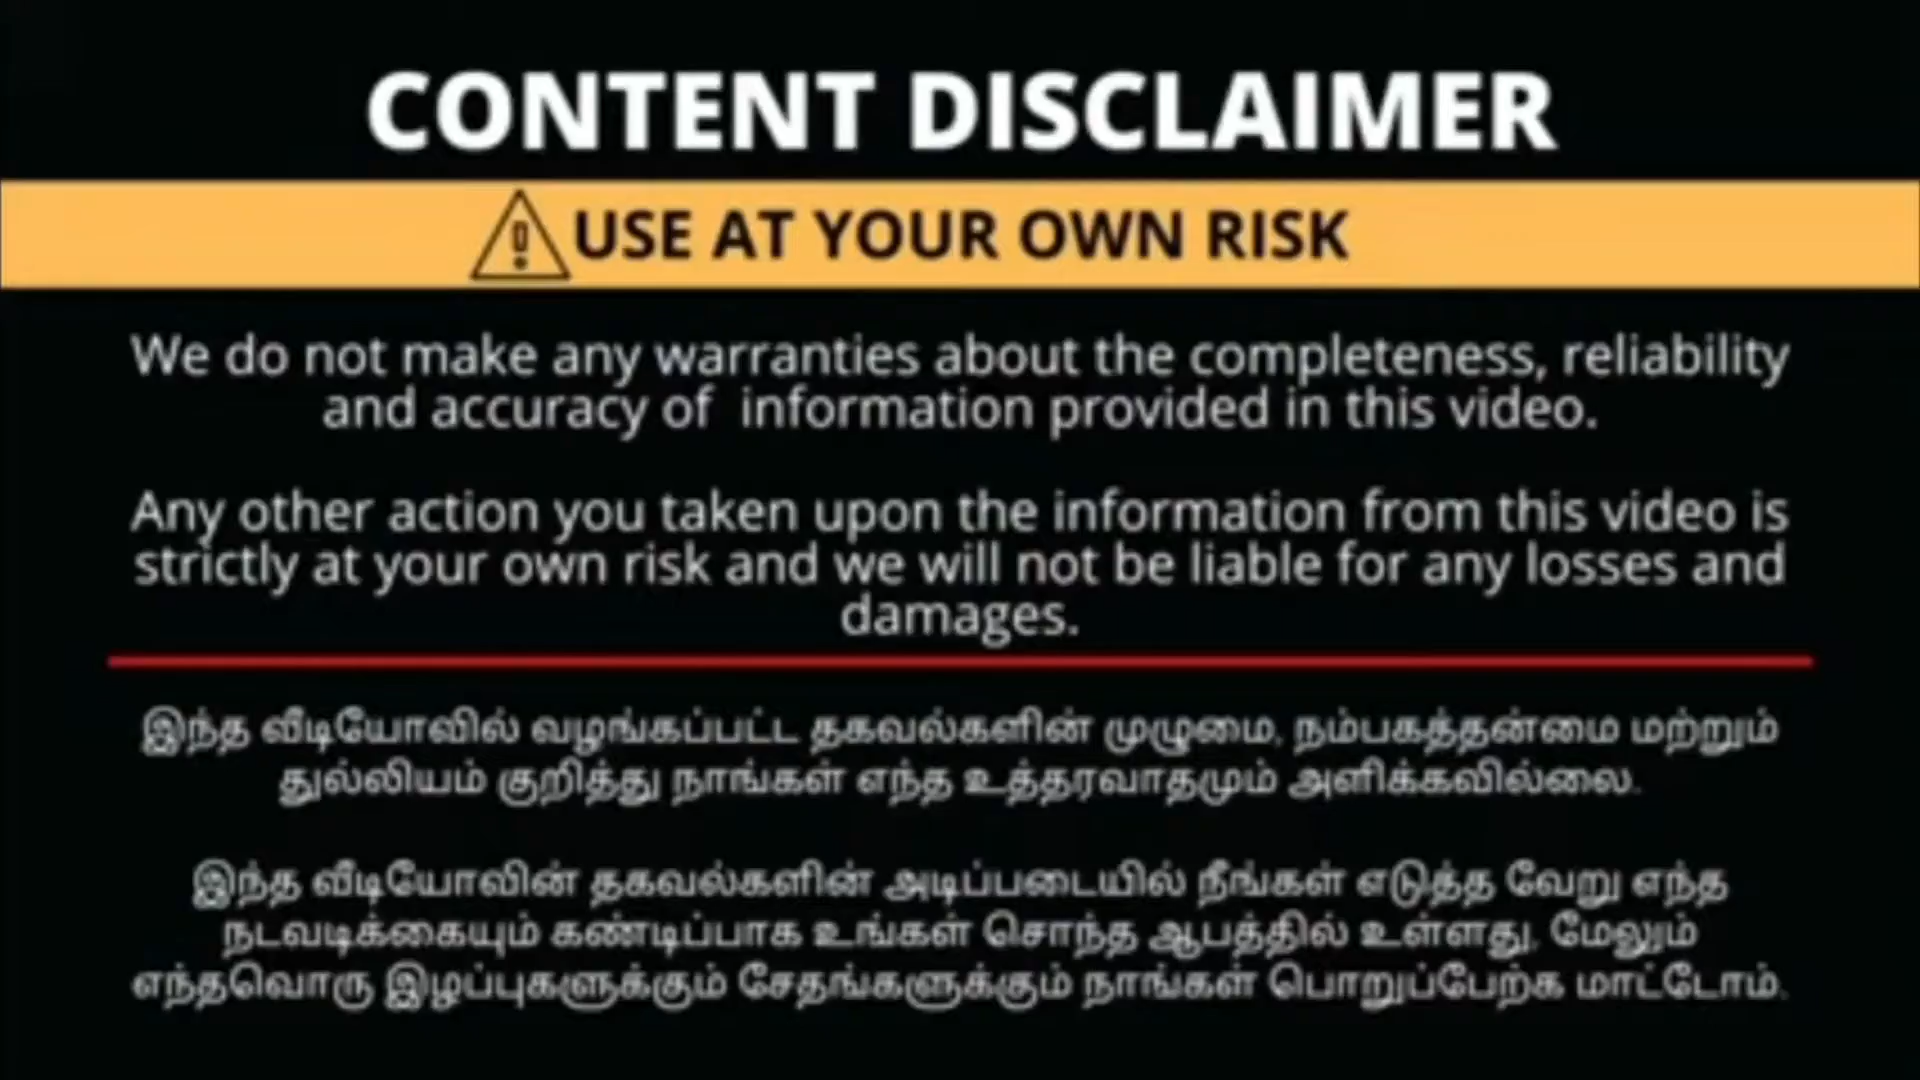 CONTENT DISCLAIMER
USE AT YOUR OWN RISK
We do not make any warranties about the completeness, reliability
and accuracy of information provided in this video.
Any other action you taken upon the information from this video is
strictly at your own risk and we will not be liable for any losses and
damages.
இந்த வீடியோவில் வழங்கப்பட்ட தகவல்களின் முழுமை, நம்பகத்தன்மை மற்றும்
துல்லியம் குறித்து நாங்கள் எந்த உத்தரவாதமும் அளிக்கவில்லை.
இந்த வீடியோவின் தகவல்களின் அடிப்படையில் நீங்கள் எடுத்த வேறு எந்த
நடவடிக்கையும் கண்டிப்பாக உங்கள் சொந்த ஆபத்தில் உள்ளது, மேலும்
எந்தவொரு இழப்புகளுக்கும் சேதங்களுக்கும் நாங்கள் பொறுப்பேற்க மாட்டோம்.